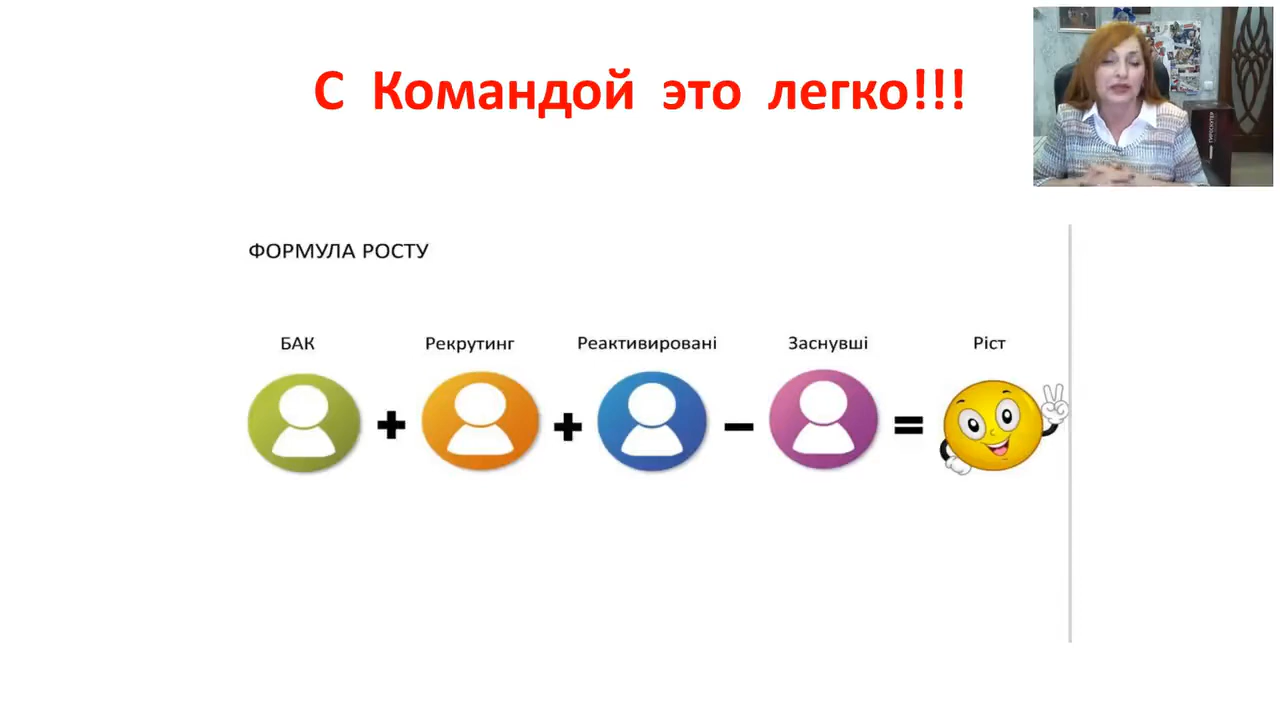 С Командой это легко!!!
ФОРМУЛА РОСТУ
БАК Рекрутинг Реактивировані Заснувші Ріст